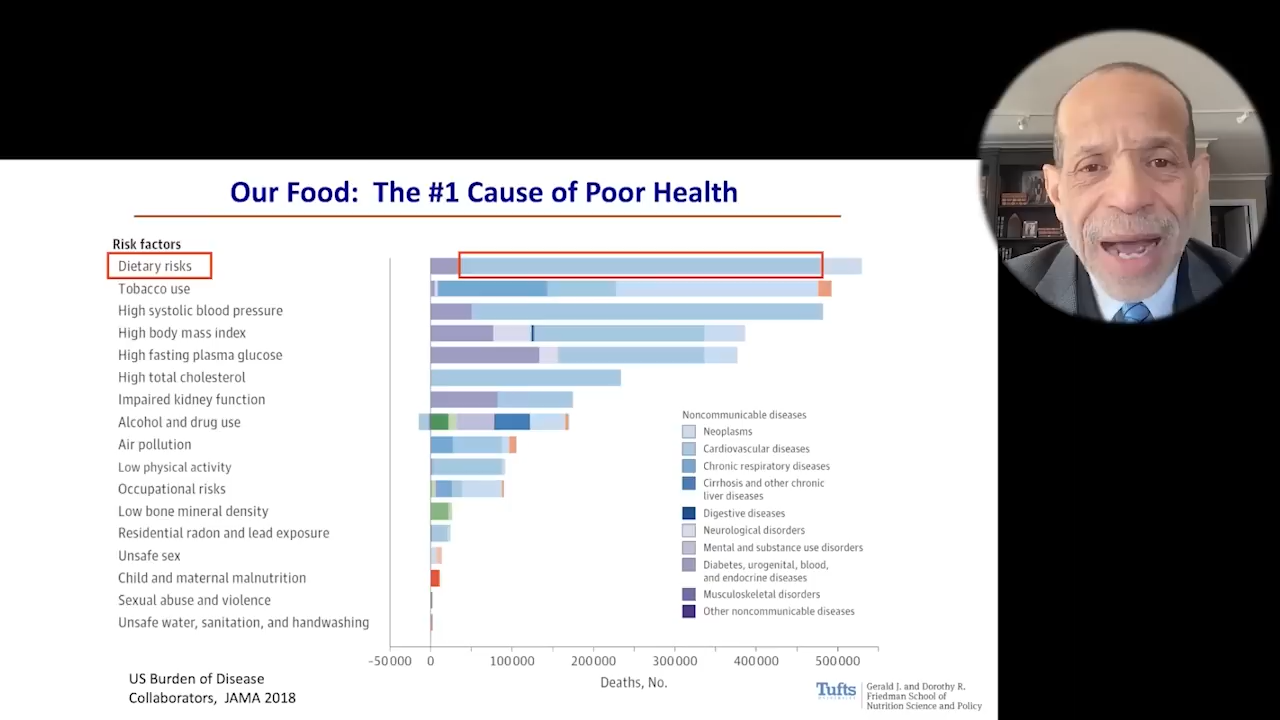 Our Food: The #1 Cause of Poor Health
Risk factors
Dietary risks
Tobacco use
High systolic blood pressure
High body mass index
High fasting plasma glucose
High total cholesterol
Impaired kidney function
Alcohol and drug use
Air pollution
Low physical activity
Occupational risks
Low bone mineral density
Residential radon and lead exposure
Unsafe sex
Child and maternal malnutrition
Sexual abuse and violence
Unsafe water, sanitation, and handwashing
Noncommunicable diseases
Neoplasms
Cardiovascular diseases
Chronic respiratory diseases
Cirrhosis and other chronic
liver diseases
Digestive diseases
Neurological disorders
Mental and substance use disorders
Diabetes, urogenital, blood,
and endocrine diseases
Musculoskeletal disorders
Other noncommunicable diseases
−50000 0 100000 200000 300000 400000 500000
Deaths, No.
US Burden of Disease
Collaborators, JAMA 2018
Tufts
Gerald J. and Dorothy R.
Friedman School of
Nutrition Science and Policy